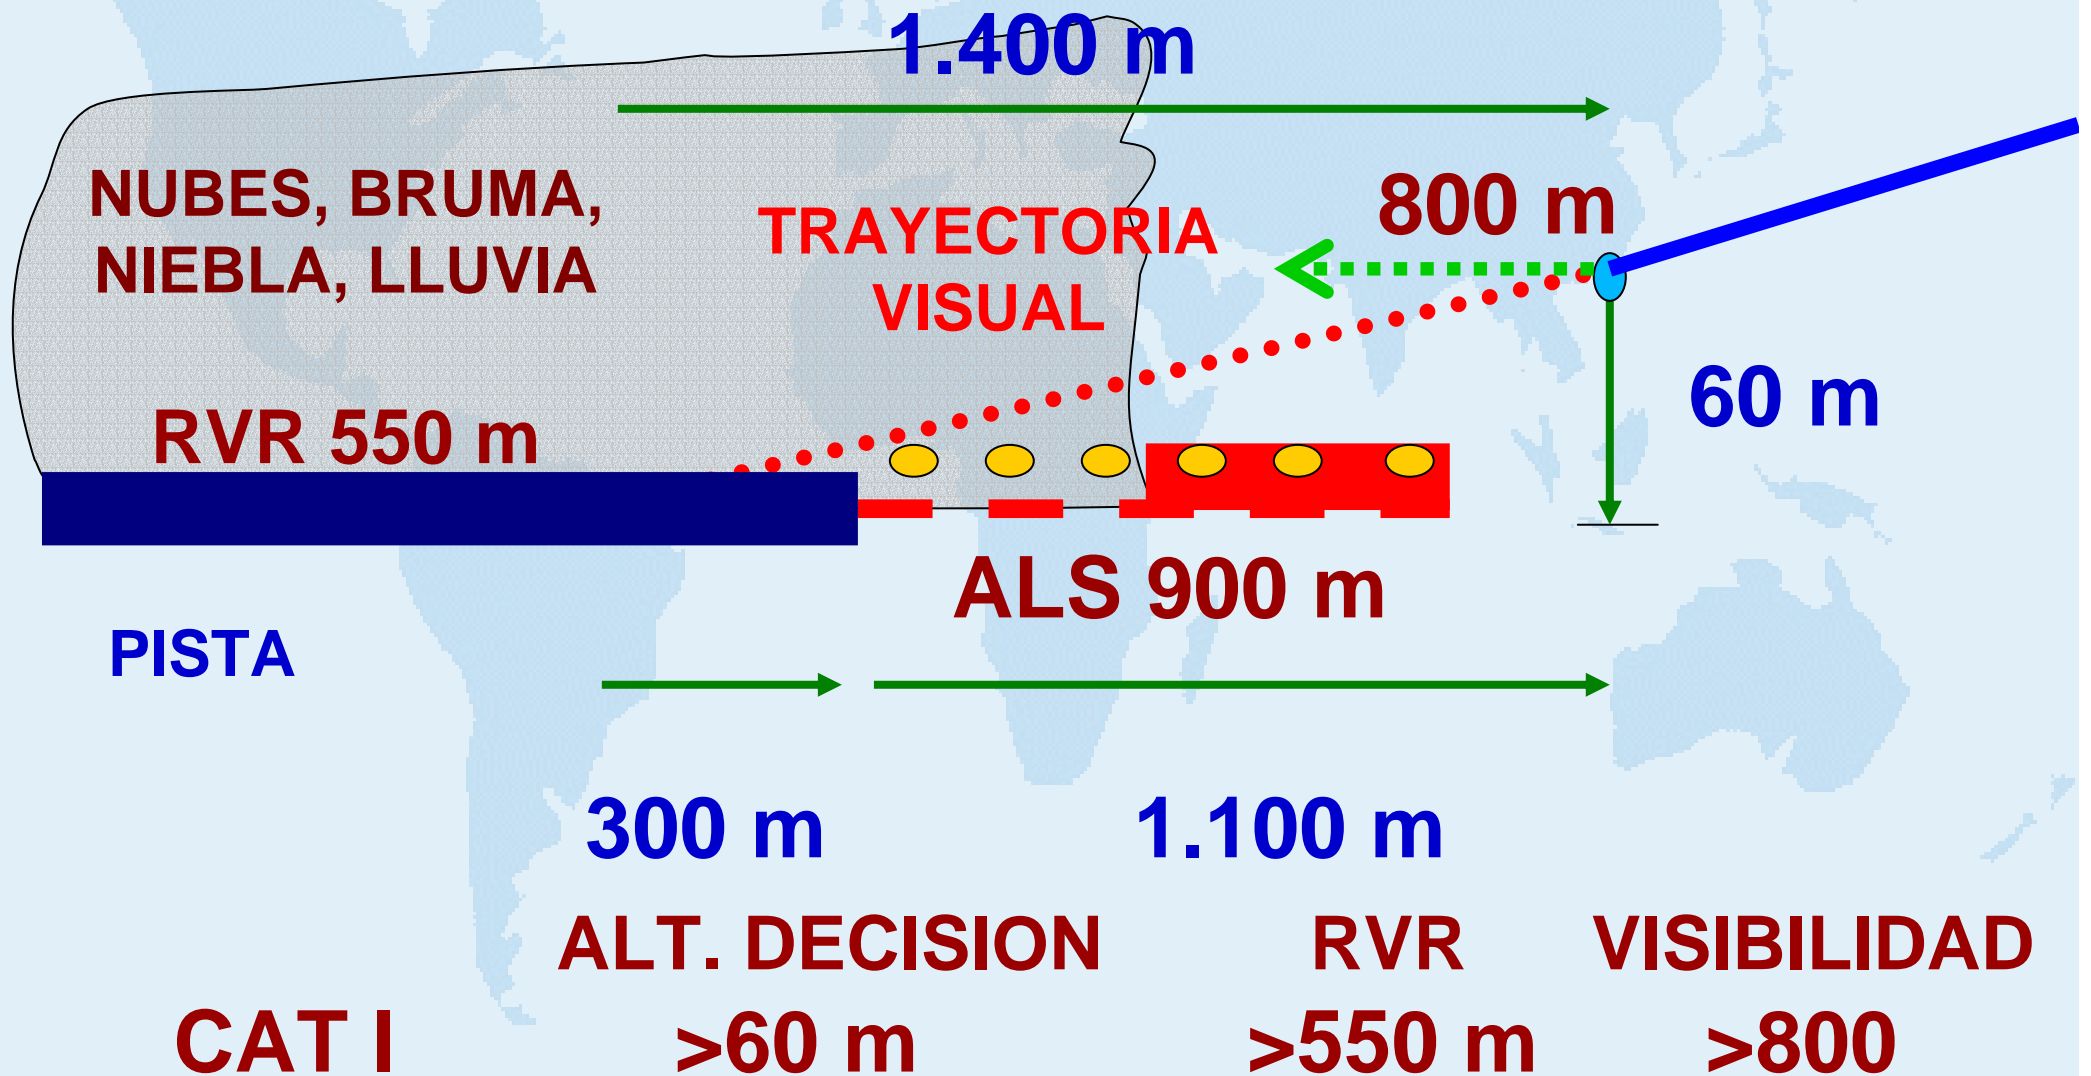 1.400 m
NUBES, BRUMA,
NIEBLA, LLUVIA
TRAYECTORIA
VISUAL
800 m
60 m
RVR 550 m
ALS 900 m
PISTA
300 m
1.100 m
ALT. DECISION
RVR
VISIBILIDAD
CAT I
>60 m
>550 m
>800